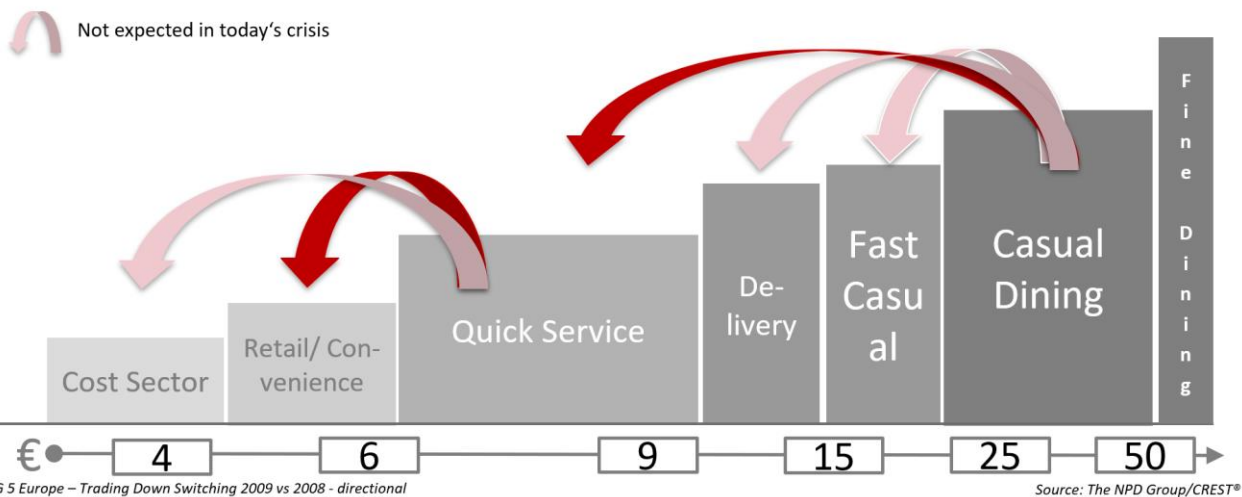 Not expected in today's crisis
Fine Dining
Casual
Dining
Fast
Casu
al
De-
livery
Quick Service
Retail/ Con-
venience
Cost Sector
€
4
6
9
15
25
50
5 Europe – Trading Down Switching 2009 vs 2008 - directional
Source: The NPD Group/CREST®